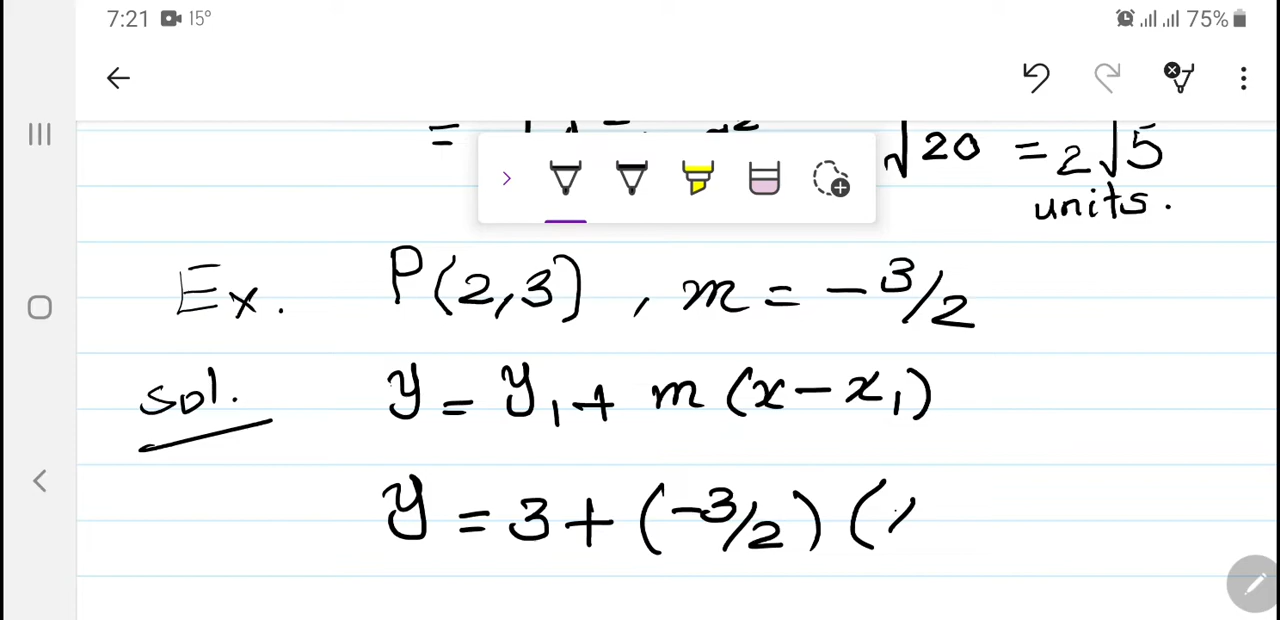 7:21 15° 75%
√20 = 2√5
units.
Ex. P(2,3), m = -3/2
Sol. y = y₁ + m(x-x₁)
y = 3 + (-3/2) (